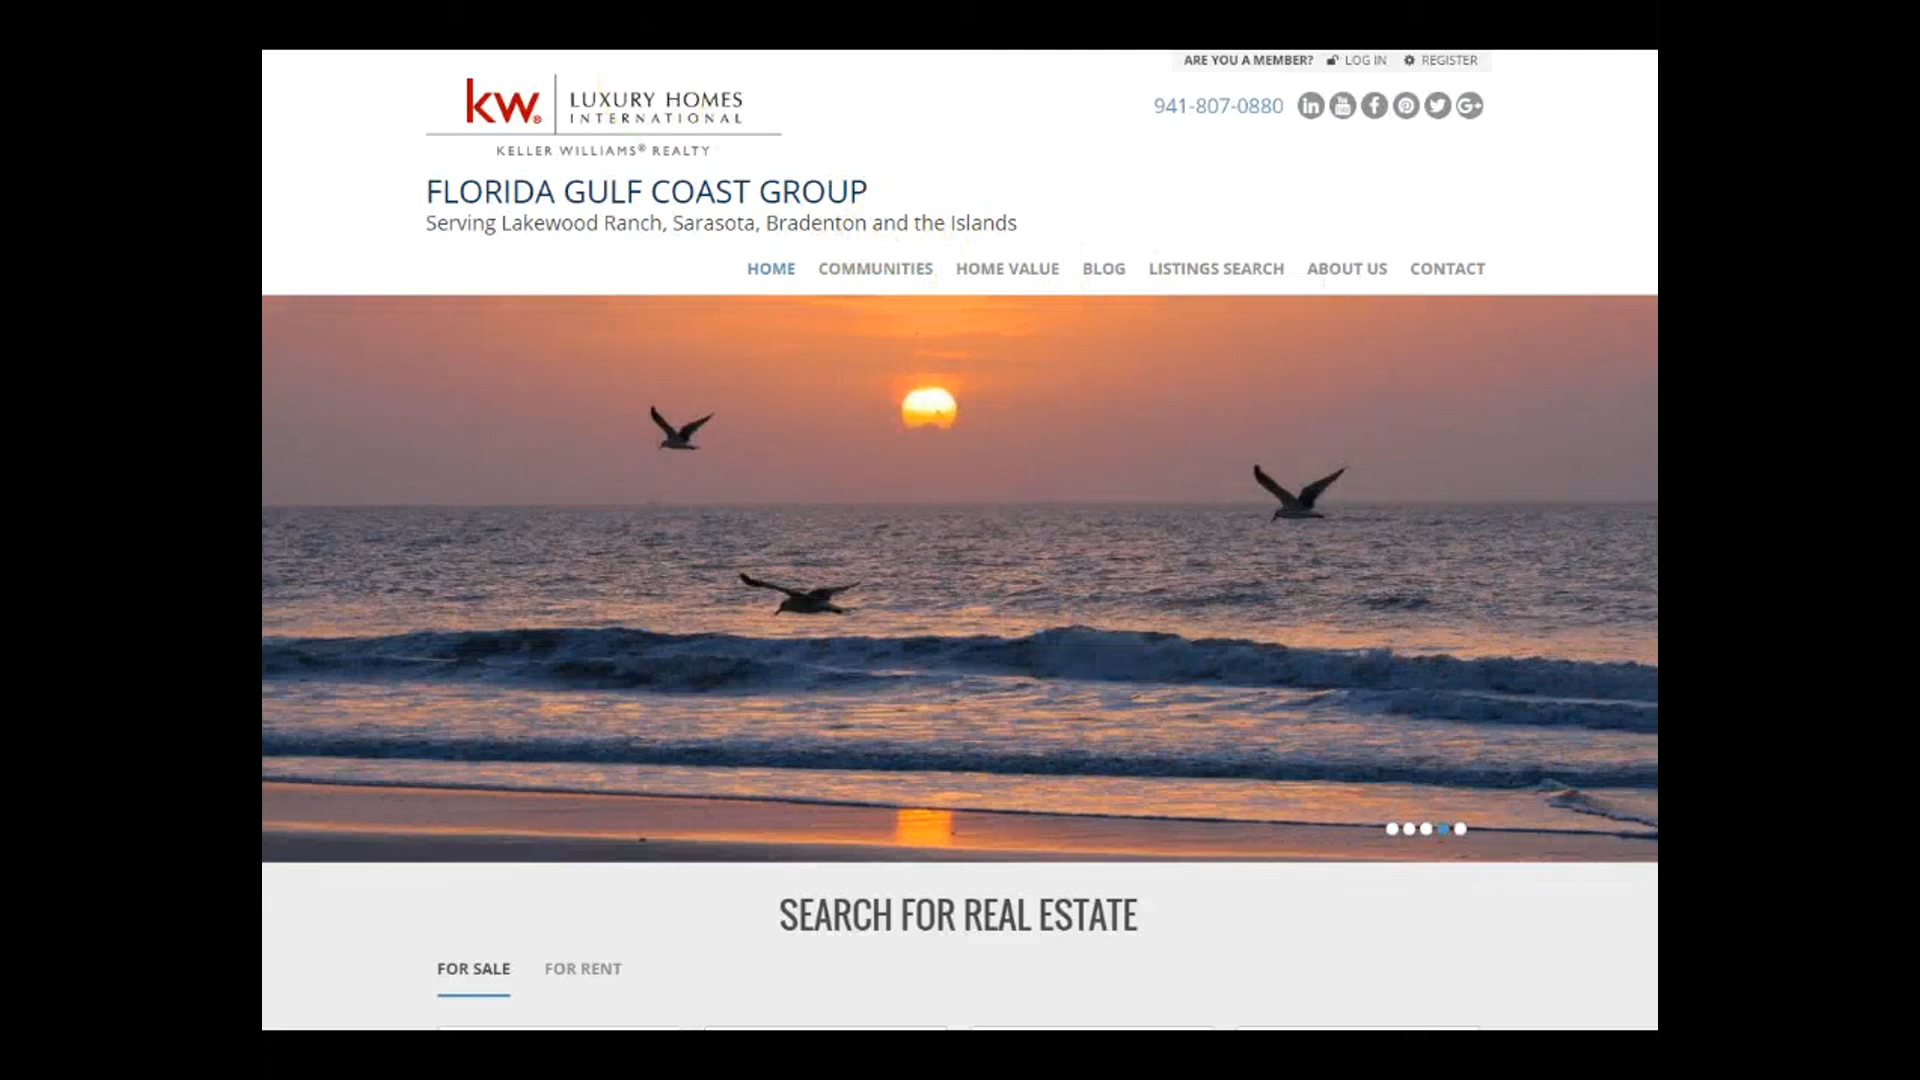 ARE YOU A MEMBER? LOG IN REGISTER
kw® LUXURY HOMES
INTERNATIONAL
941-807-0880
KELLER WILLIAMS® REALTY
FLORIDA GULF COAST GROUP
Serving Lakewood Ranch, Sarasota, Bradenton and the Islands
HOME COMMUNITIES HOME VALUE BLOG LISTINGS SEARCH ABOUT US CONTACT
SEARCH FOR REAL ESTATE
FOR SALE FOR RENT